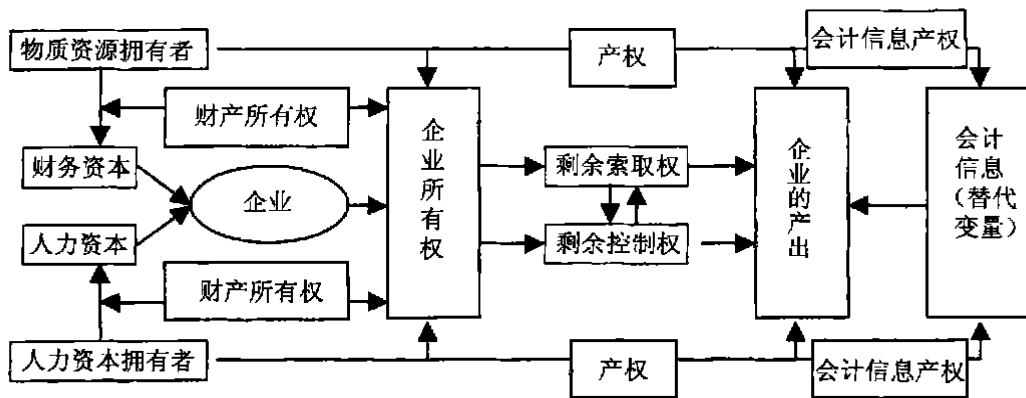 物质资源拥有者
产权
会计信息产权
财产所有权
财务资本
企业
人力资本
财产所有权
人力资本拥有者
企业所有权
剩余索取权
剩余控制权
企业的产出
会计
信息
(替代
变量)
产权
会计信息产权